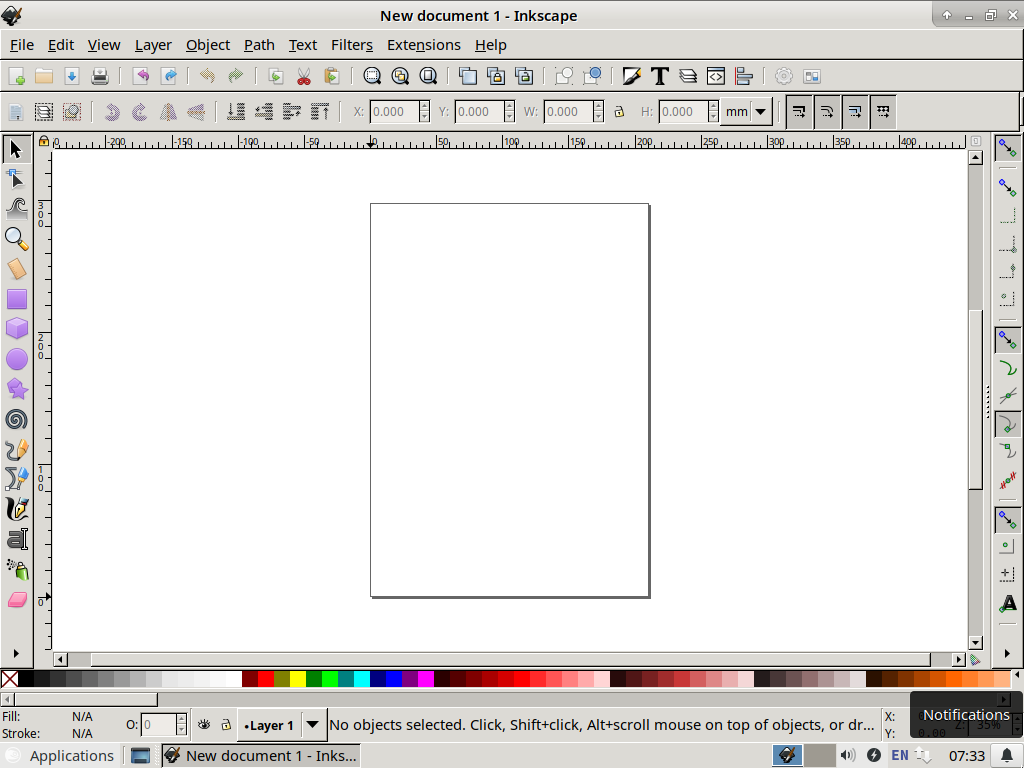 New document 1 - Inkscape
File Edit View Layer Object Path Text Filters Extensions Help
X: 0.000 Y: 0.000 W: 0.000 H: 0.000 mm
-200 -150 -100 -50 0 50 100 150 200 250 300 350 400
300
200
100
0
Fill: N/A
Stroke: N/A
O: 0
•Layer 1
No objects selected. Click, Shift+click, Alt+scroll mouse on top of objects, or dr...
X:
Y: 0.00
Z: 35%
Notifications
Applications
New document 1 - Inks...
EN
07:33